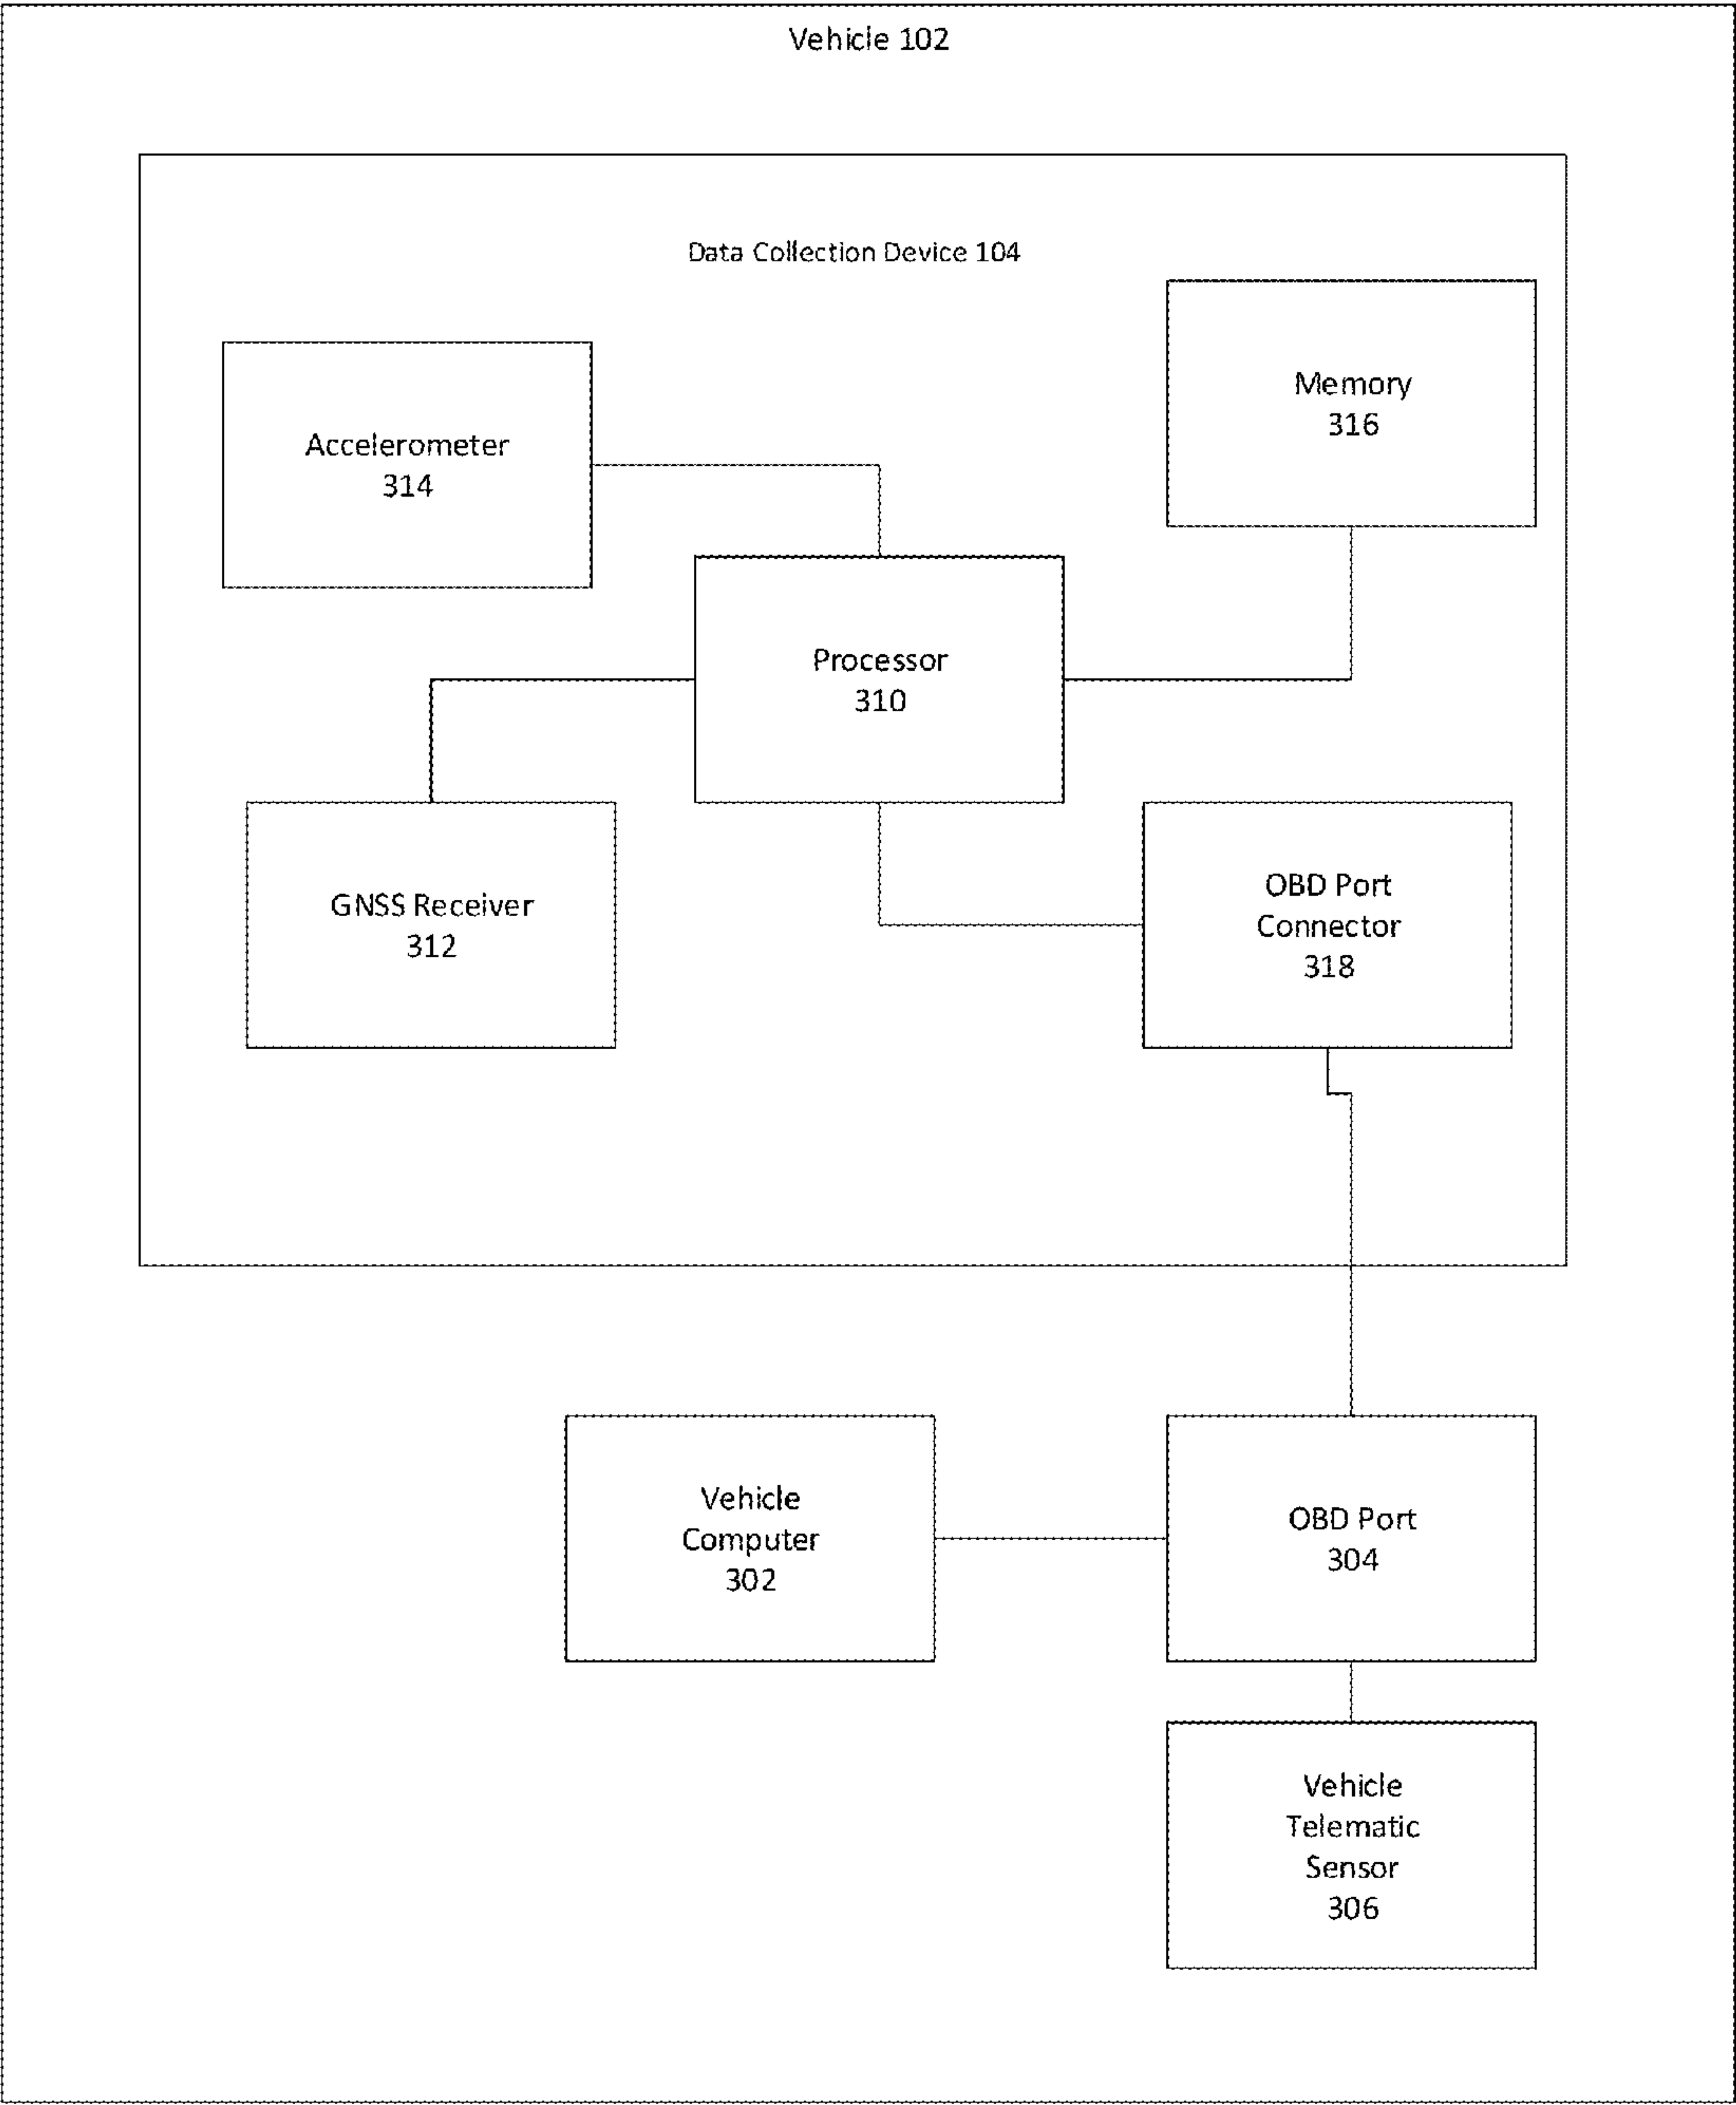 Vehicle 102
Data Collection Device 104
Memory
316
Accelerometer
314
Processor
310
GNSS Receiver
312
OBD Port
Connector
318
Vehicle
Computer
302
OBD Port
304
Vehicle
Telematic
Sensor
306